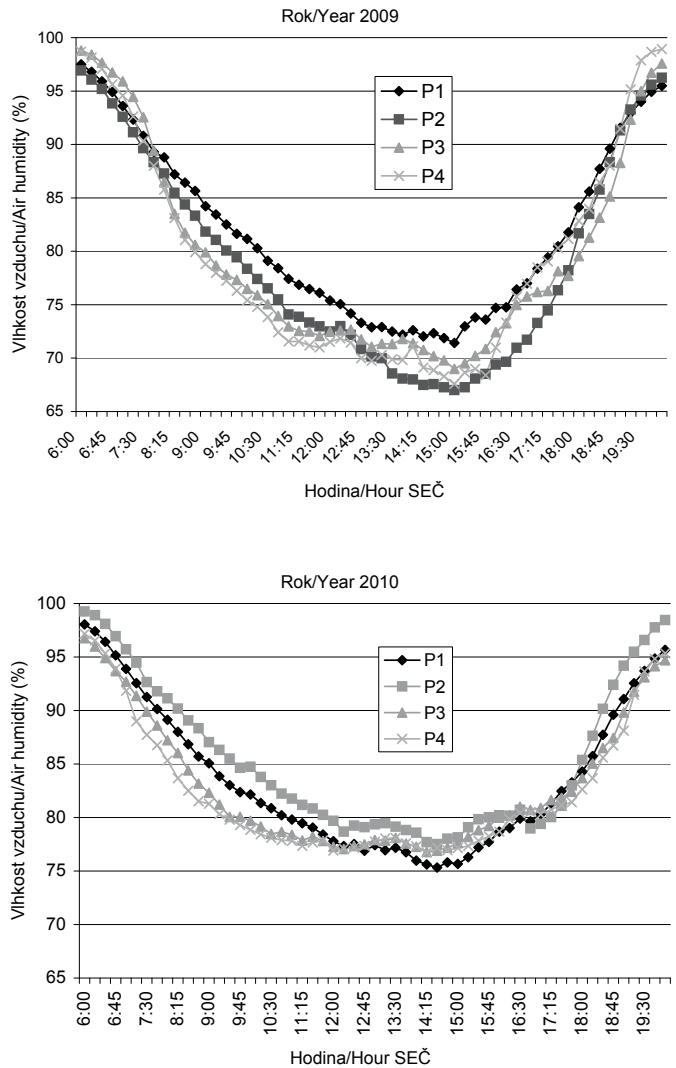 Rok/Year 2009
Vlhkost vzduchu/Air humidity (%)
100
95
90
85
80
75
70
65
P1
P2
P3
P4
6:00 6:45 7:30 8:15 9:00 9:45 10:30 11:15 12:00 12:45 13:30 14:15 15:00 15:45 16:30 17:15 18:00 18:45 19:30
Hodina/Hour SEČ
Rok/Year 2010
Vlhkost vzduchu/Air humidity (%)
100
95
90
85
80
75
70
65
P1
P2
P3
P4
6:00 6:45 7:30 8:15 9:00 9:45 10:30 11:15 12:00 12:45 13:30 14:15 15:00 15:45 16:30 17:15 18:00 18:45 19:30
Hodina/Hour SEČ